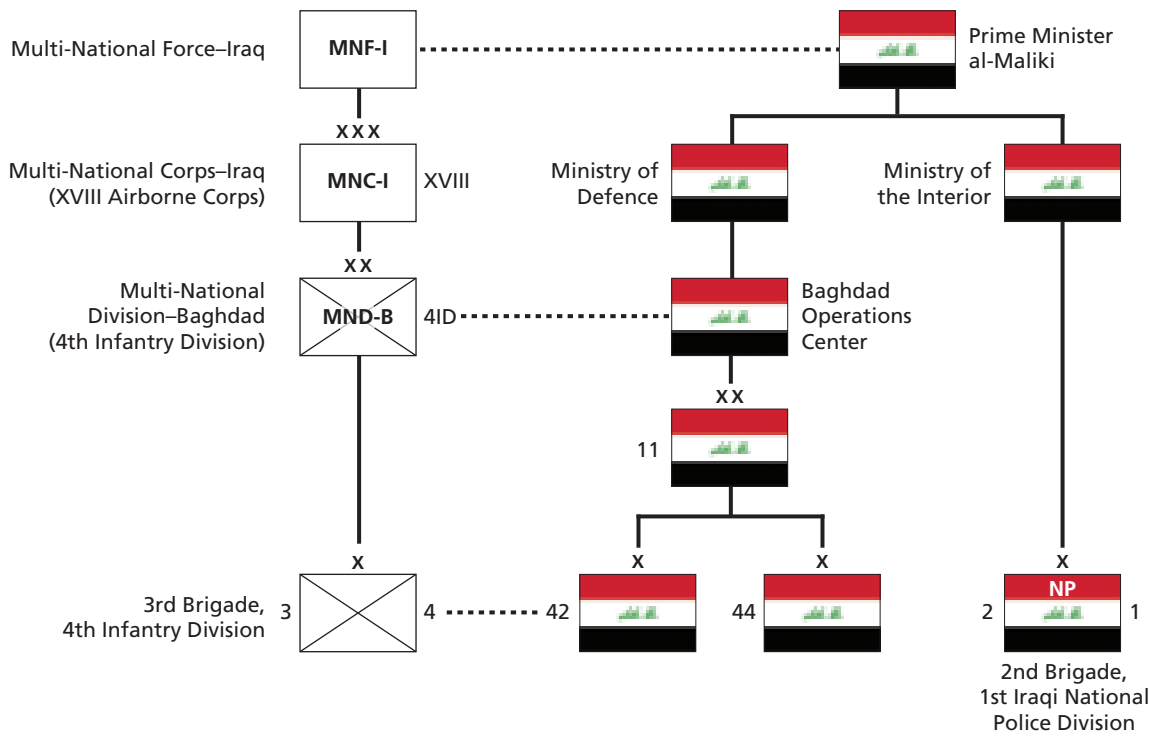 Multi-National Force–Iraq
MNF-I
Prime Minister
al-Maliki
XXX
Multi-National Corps–Iraq
(XVIII Airborne Corps)
MNC-I
XVIII
Ministry of
Defence
Ministry of
the Interior
XX
Multi-National
Division–Baghdad
(4th Infantry Division)
MND-B
4ID
Baghdad
Operations
Center
XX
11
X
X
X
X
3rd Brigade,
4th Infantry Division
3
4
42
44
NP
2
1
2nd Brigade,
1st Iraqi National
Police Division